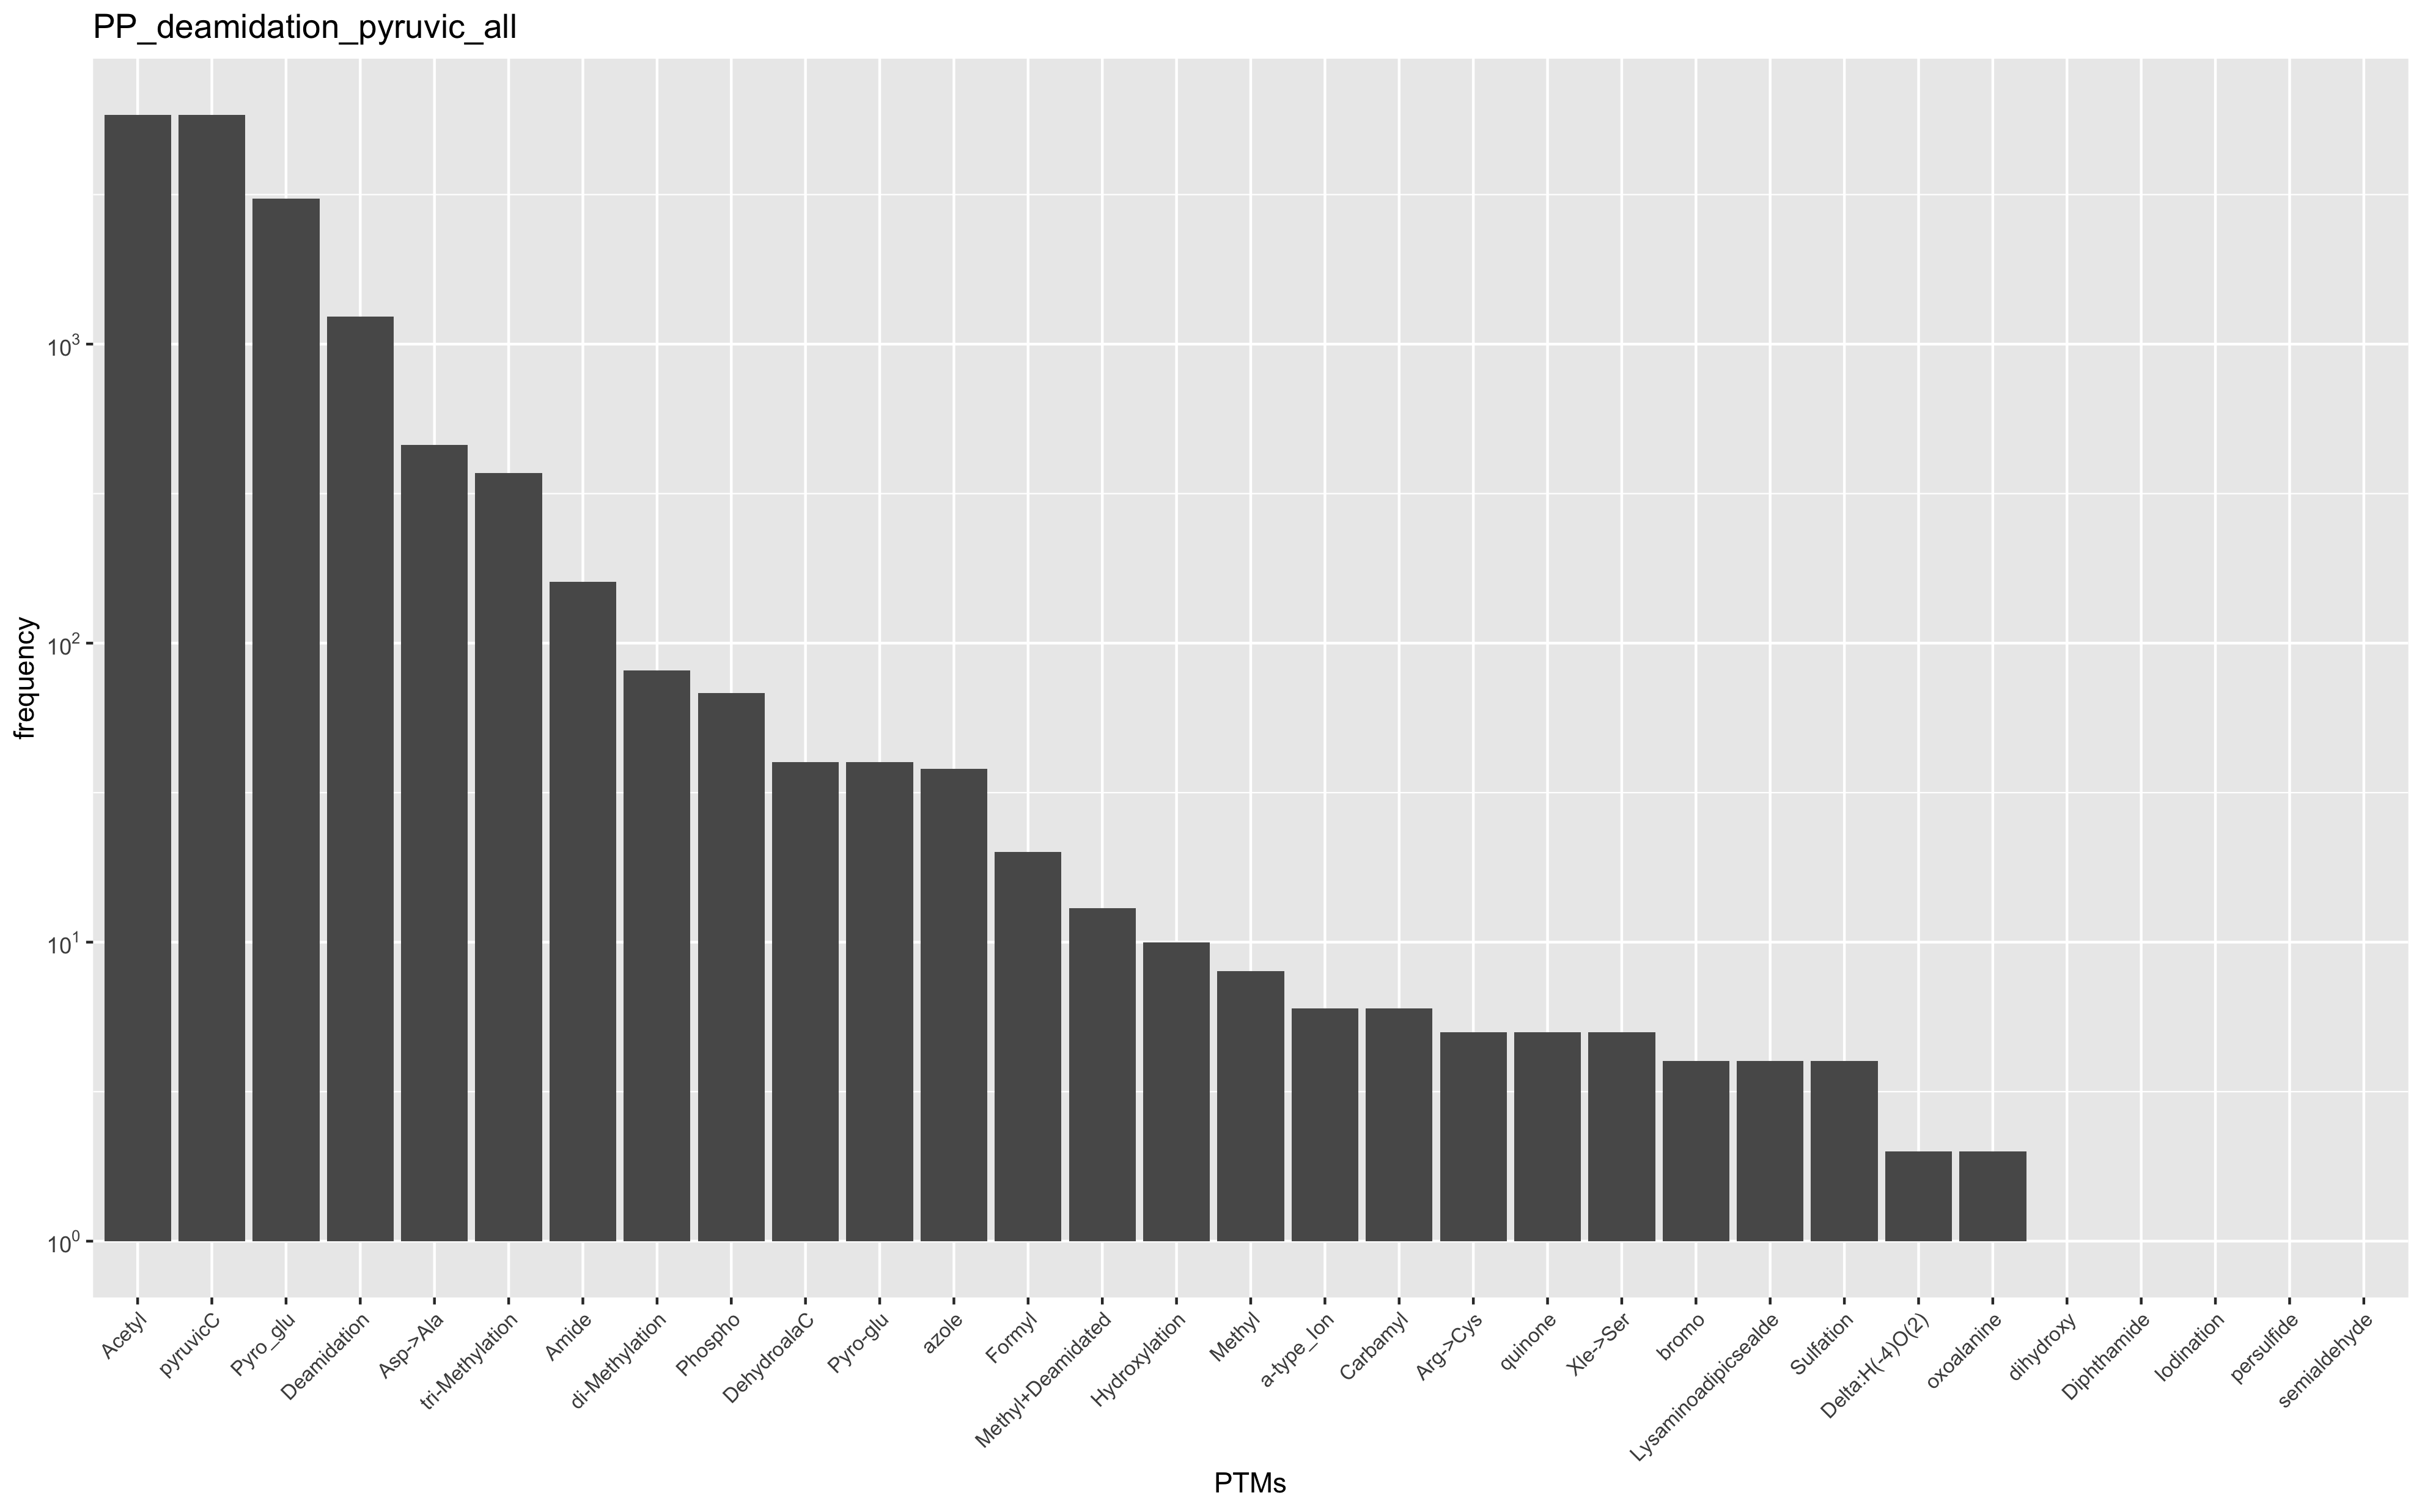 PP_deamidation_pyruvic_all
frequency
10³
10²
10¹
10⁰
Acetyl
pyruvicC
Pyro_glu
Deamidation
Asp->Ala
tri-Methylation
Amide
di-Methylation
Phospho
DehydroalaC
Pyro-glu
azole
Formyl
Methyl+Deamidated
Hydroxylation
Methyl
a-type_Ion
Carbamyl
Arg->Cys
quinone
Xle->Ser
bromo
Lysaminoadipicsealde
Sulfation
Delta:H(-4)O(2)
oxoalanine
dihydroxy
Diphthamide
Iodination
persulfide
semialdehyde
PTMs